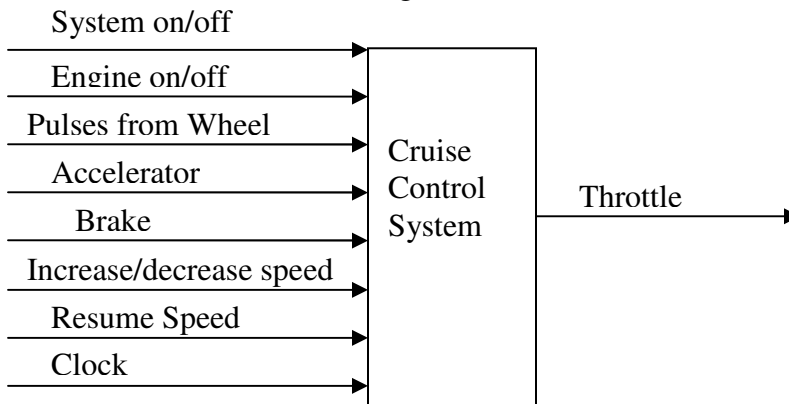 System on/off
Engine on/off
Pulses from Wheel
Accelerator
Brake
Increase/decrease speed
Resume Speed
Clock
Cruise
Control
System
Throttle